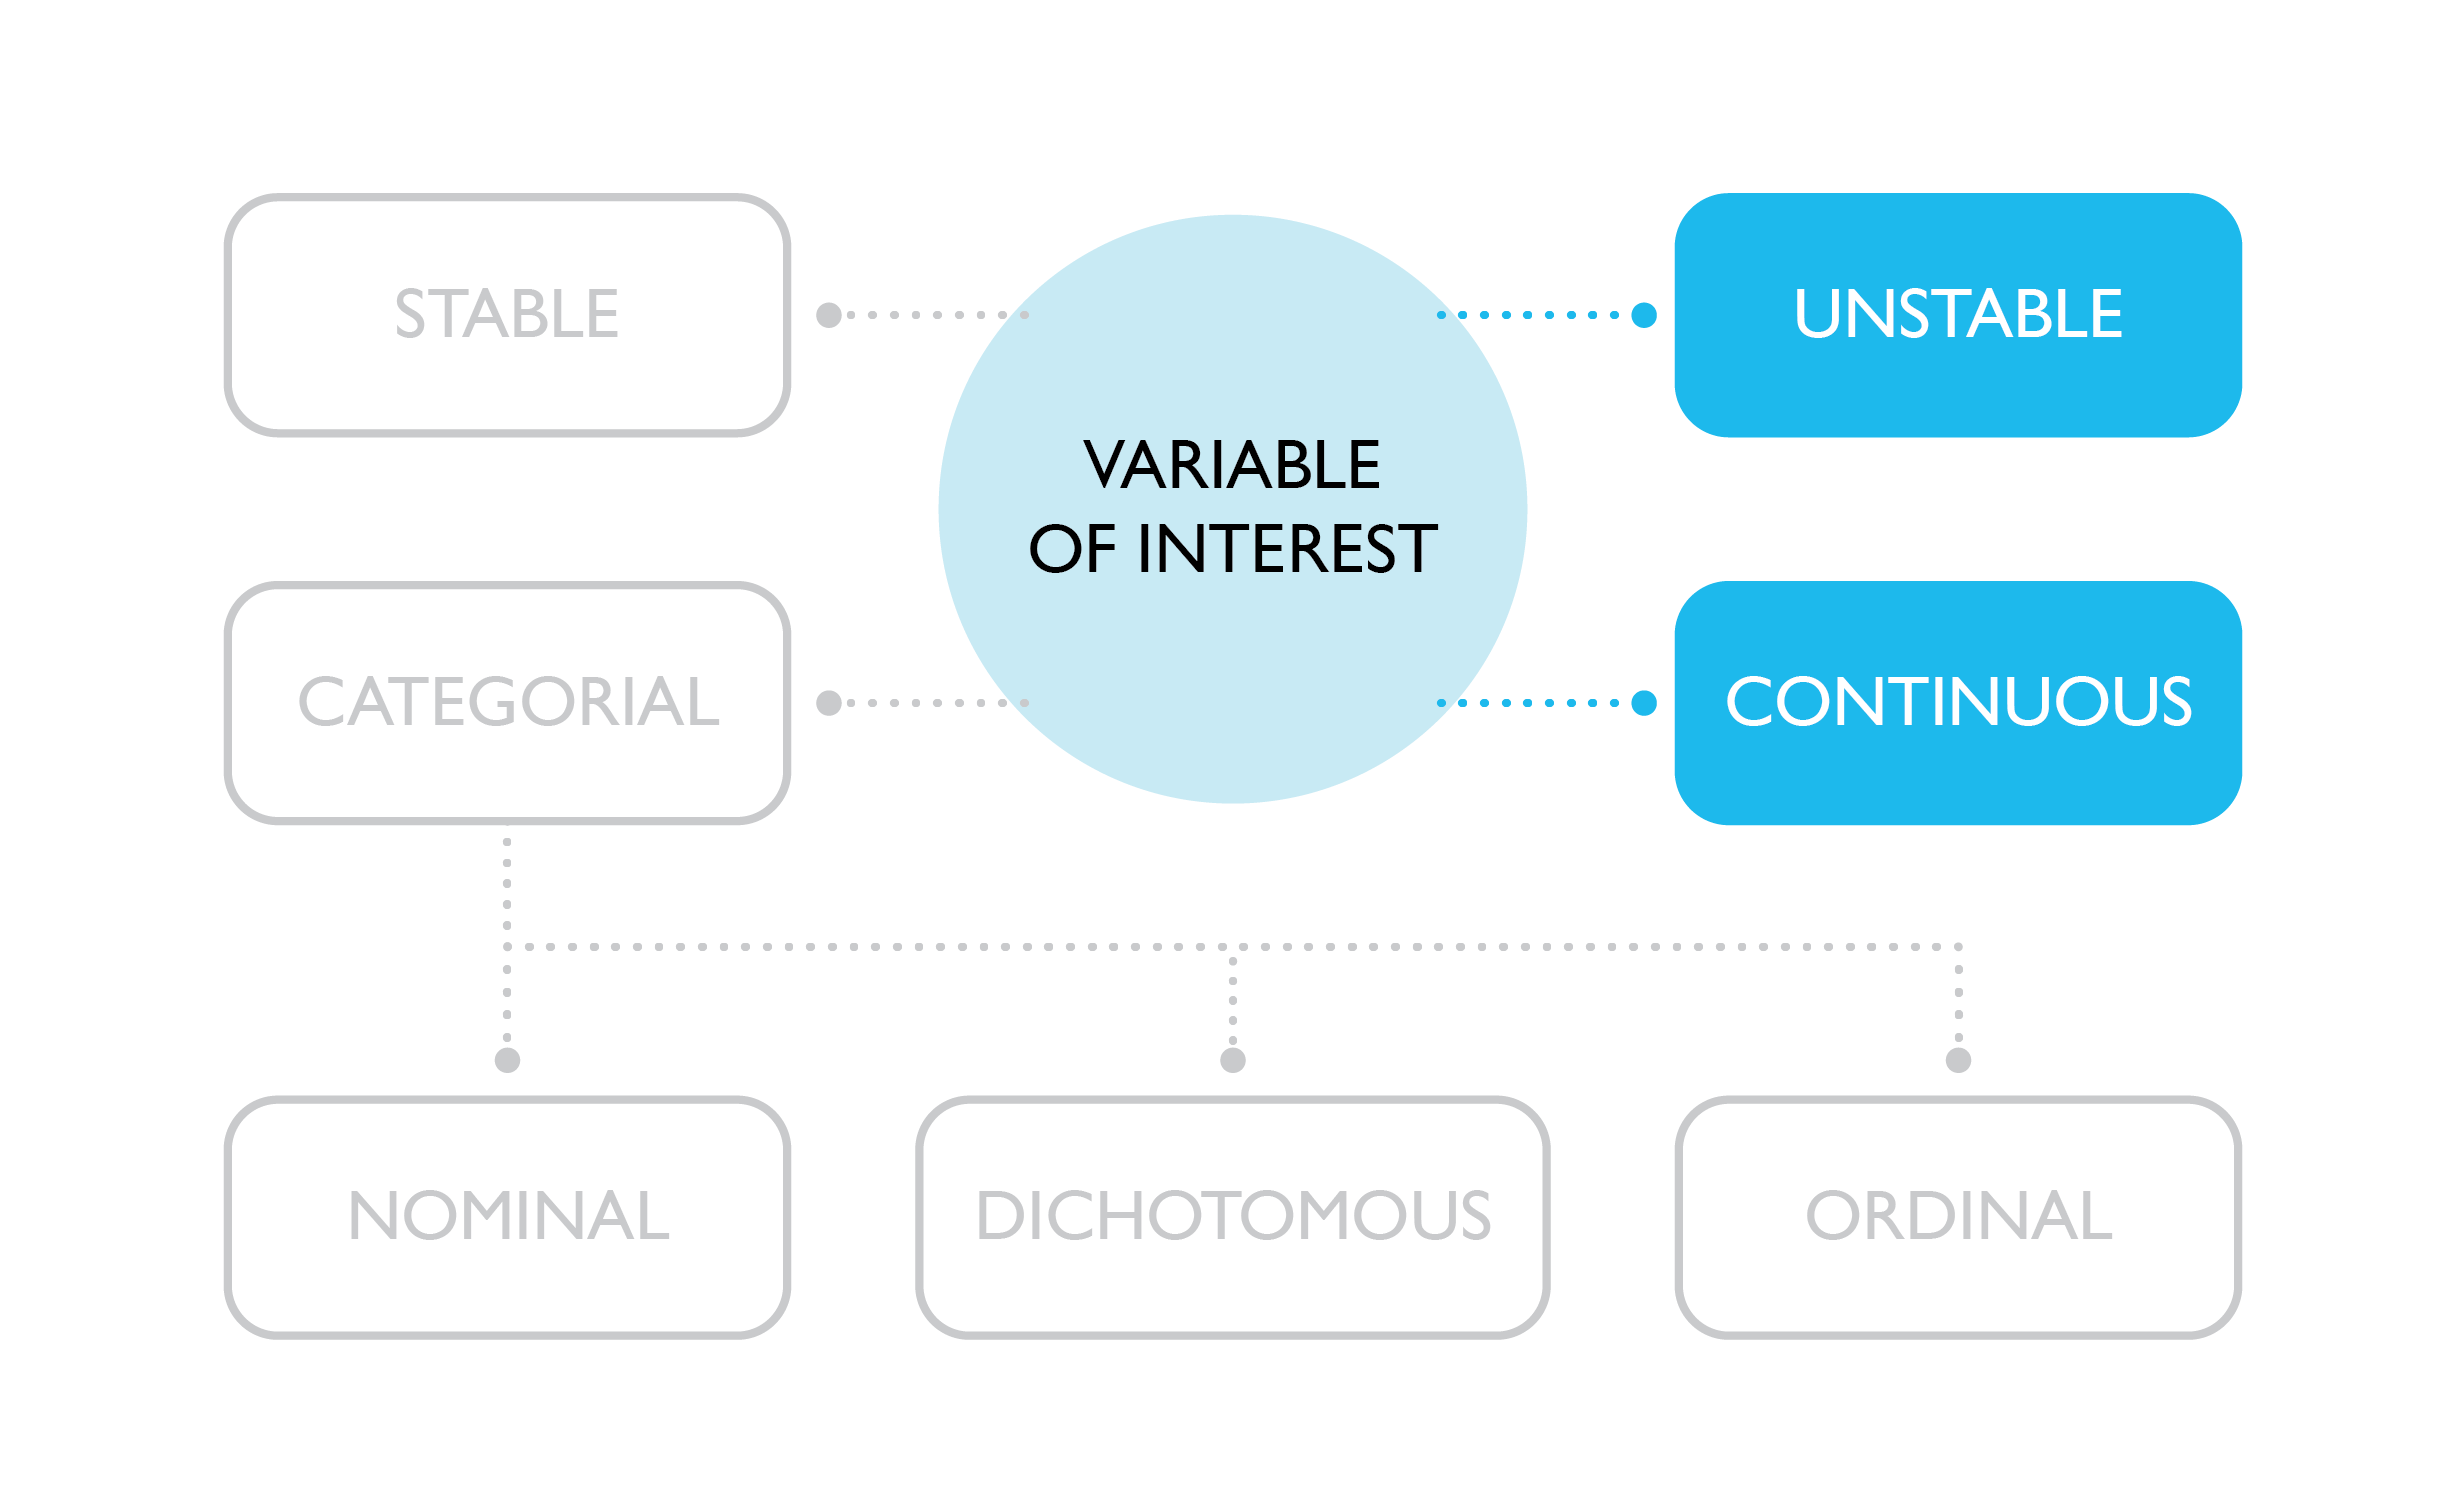 STABLE
UNSTABLE
VARIABLE
OF INTEREST
CATEGORIAL
CONTINUOUS
NOMINAL
DICHOTOMOUS
ORDINAL